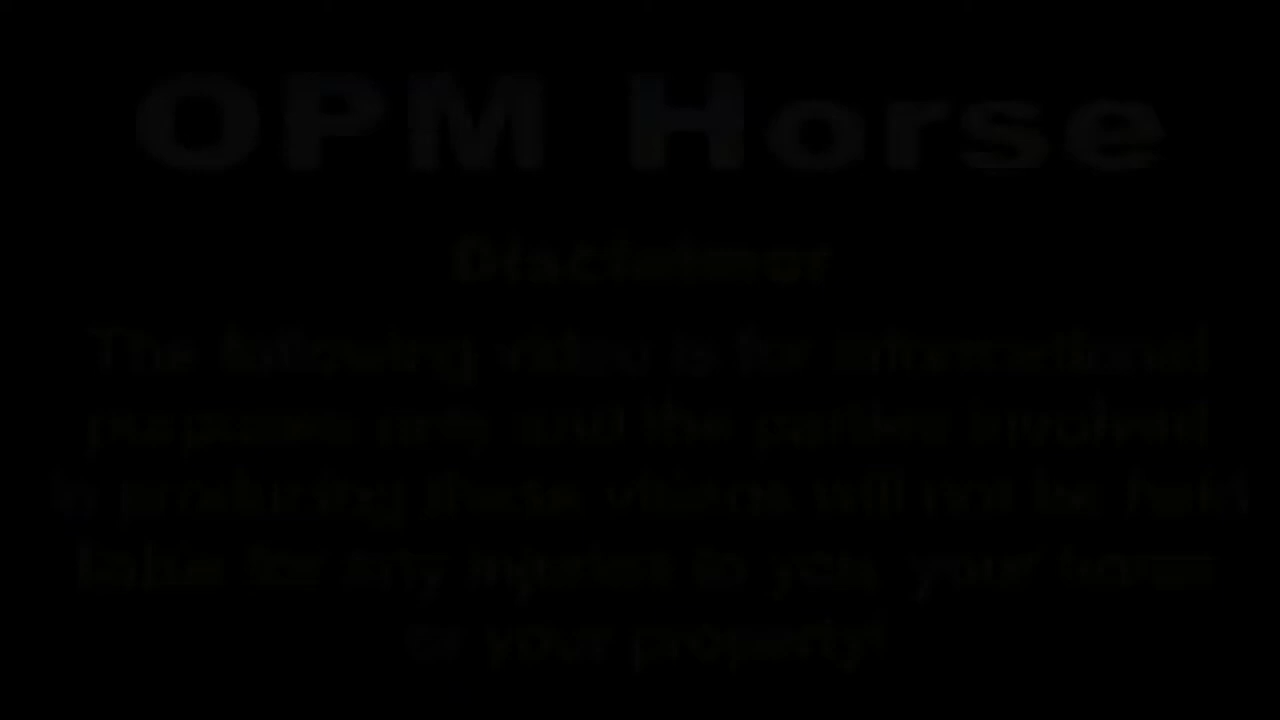 OPM Horse
Disclaimer
The following video is for informational
purposes only and the parties involved
in producing these videos will not be held
liable for any injuries to you, your horse
or your property!